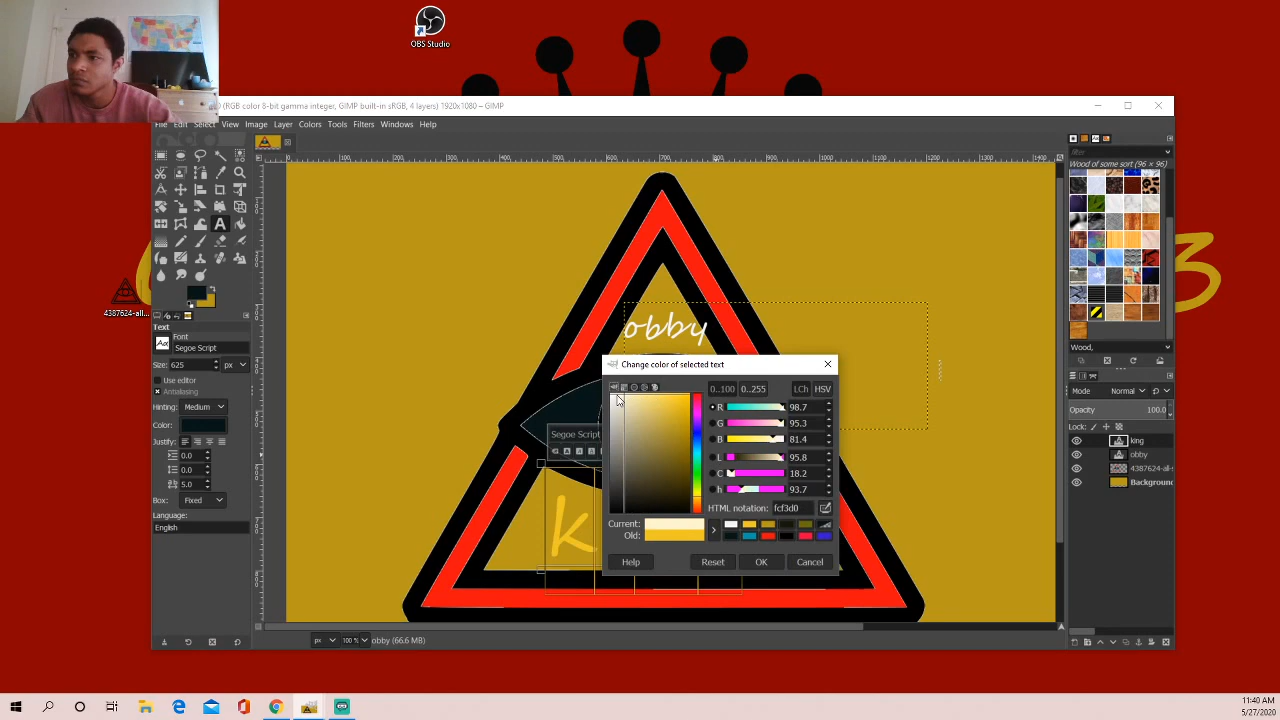 OBS Studio
(RGB color 8-bit gamma integer, GIMP built-in sRGB, 4 layers) 1920x1080 – GIMP
File Edit Select View Image Layer Colors Tools Filters Windows Help
filter
Wood of some sort (96 × 96)
4387624-all...
Text
Font
Segoe Script
Size: 625 px
Use editor
Antialiasing
Hinting: Medium
Color:
Justify:
0.0
0.0
5.0
Box: Fixed
Language:
English
obby
k
Segoe Script
Change color of selected text
0..100 0..255 LCh HSV
R 98.7
G 95.3
B 81.4
L 95.8
C 18.2
h 93.7
HTML notation: fcf3d0
Current:
Old:
Help Reset OK Cancel
Wood,
Mode Normal
Opacity 100.0
Lock:
king
obby
4387624-all-s
Background
px 100 % obby (66.6 MB)
3
11:40 AM
5/27/2020